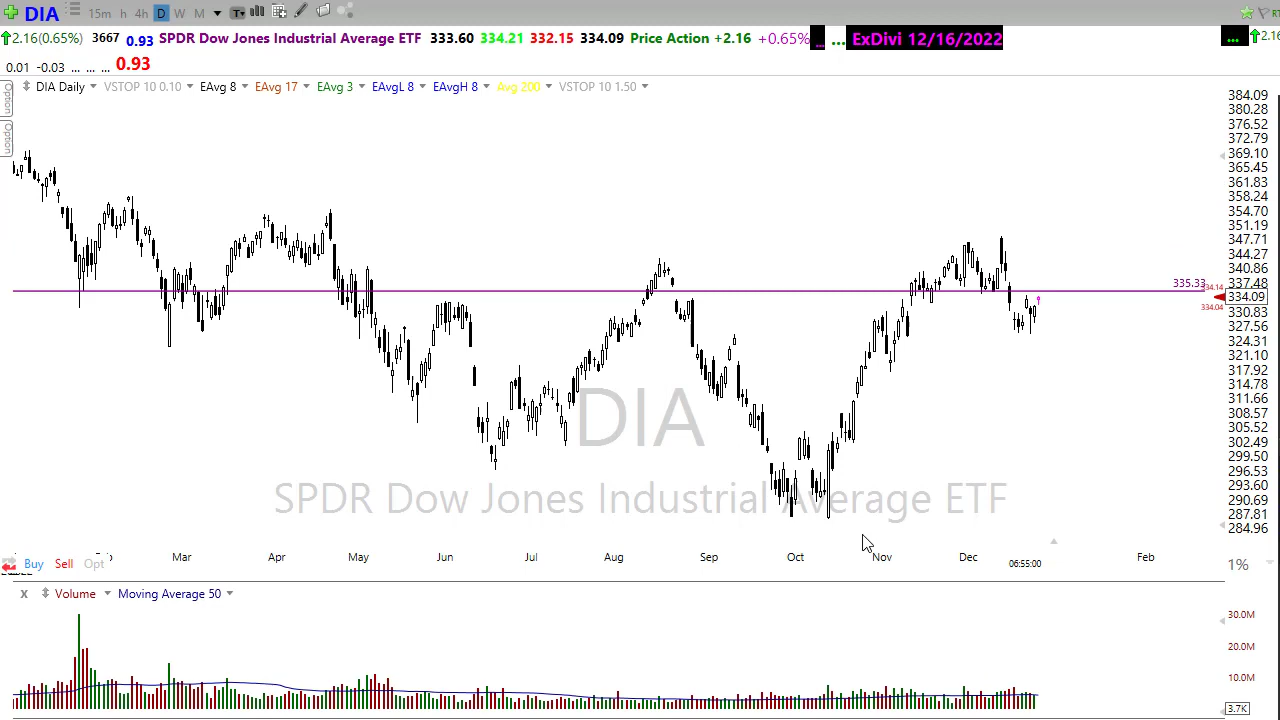 DIA 15m h 4h D W M T
2.16(0.65%) 3667 0.93 SPDR Dow Jones Industrial Average ETF 333.60 334.21 332.15 334.09 Price Action +2.16 +0.65% ... ... ExDivi 12/16/2022 ... 2.16
0.01 -0.03 ... ... ... 0.93
Option
Option
DIA Daily VSTOP 10 0.10 EAvg 8 EAvg 17 EAvg 3 EAvgL 8 EAvgH 8 Avg 200 VSTOP 10 1.50
384.09
380.28
376.52
372.79
369.10
365.45
361.83
358.24
354.70
351.19
347.71
344.27
340.86
337.48
335.33
334.14
334.09
334.04
330.83
327.56
324.31
321.10
317.92
314.78
311.66
308.57
305.52
302.49
299.50
296.53
293.60
290.69
287.81
284.96
DIA
SPDR Dow Jones Industrial Average ETF
Mar Apr May Jun Jul Aug Sep Oct Nov Dec Feb
Buy Sell Opt 06:55:00 1%
X Volume Moving Average 50
30.0M
20.0M
10.0M
3.7K